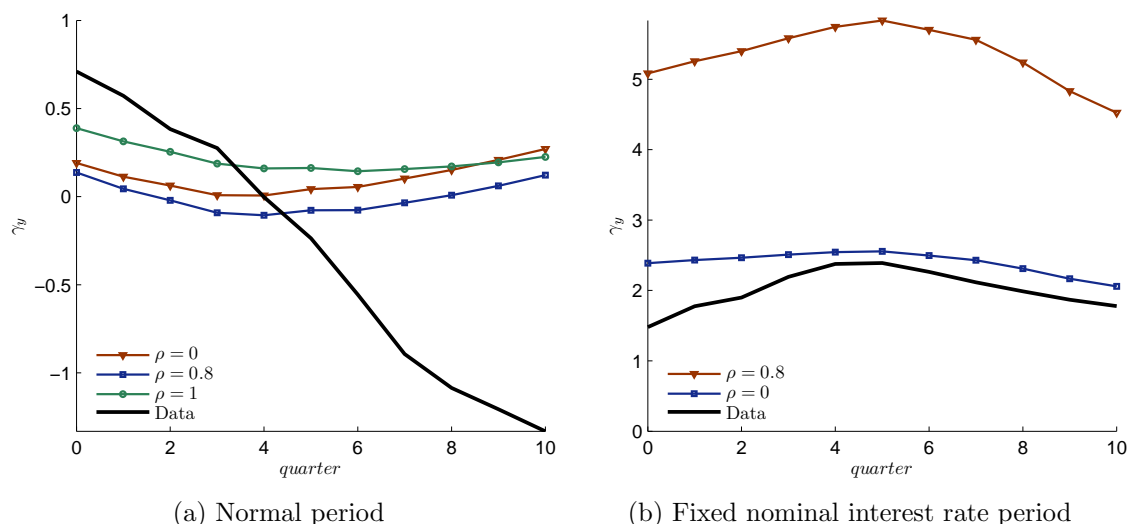 1
0.5
0
−0.5
−1
γy
0 2 4 6 8 10
quarter
ρ = 0
ρ = 0.8
ρ = 1
Data
(a) Normal period
5
4
3
2
1
0
γy
0 2 4 6 8 10
quarter
ρ = 0.8
ρ = 0
Data
(b) Fixed nominal interest rate period